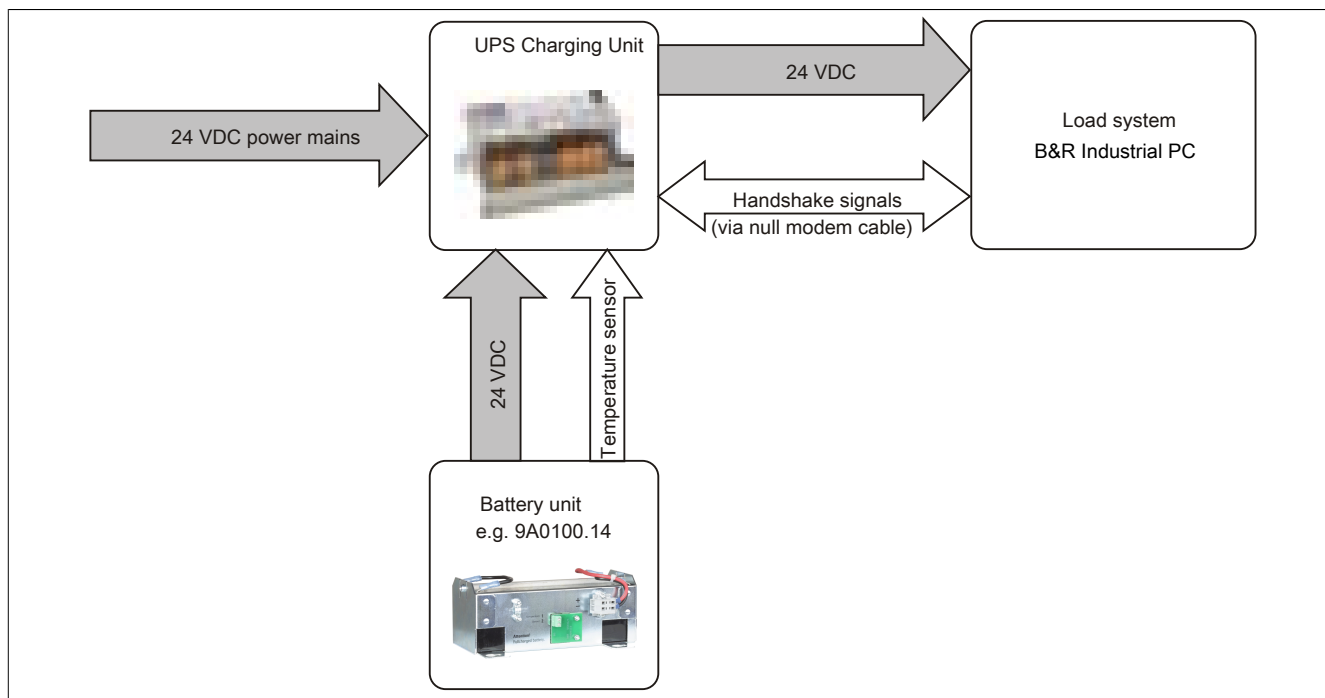 UPS Charging Unit
24 VDC
24 VDC power mains
Load system
B&R Industrial PC
Handshake signals
(via null modem cable)
24 VDC
Temperature sensor
Battery unit
e.g. 9A0100.14